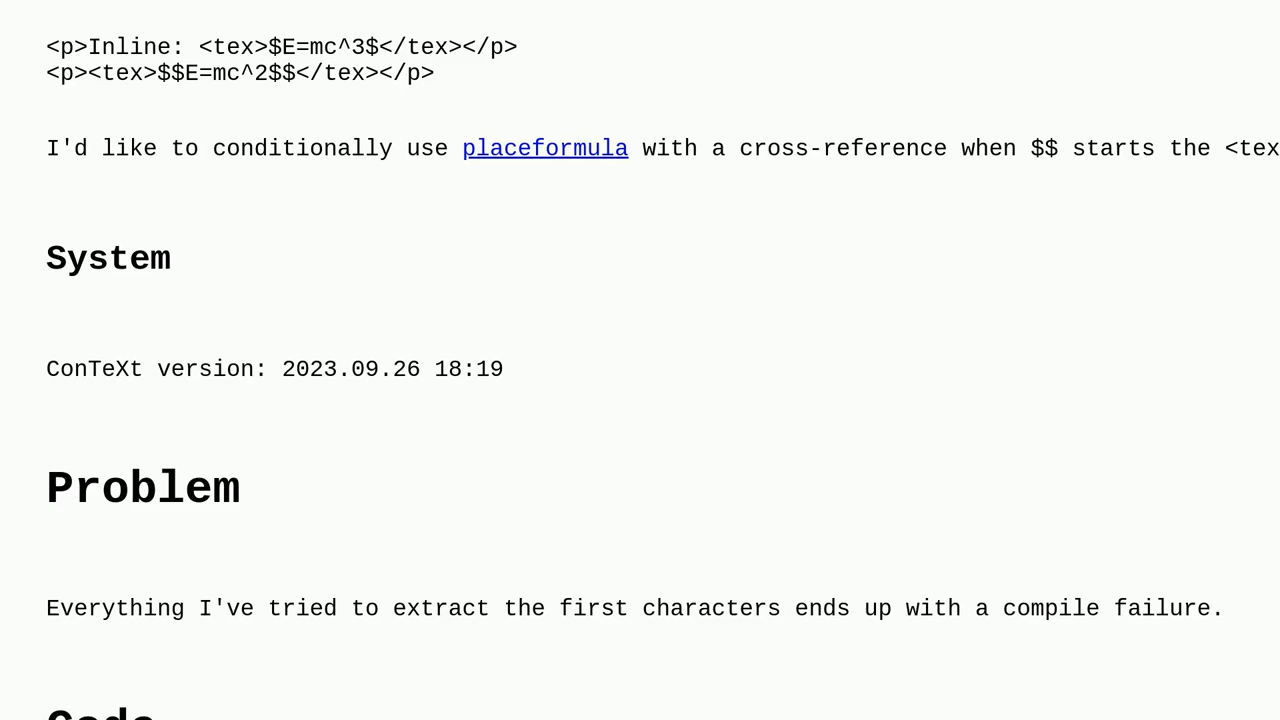 <p>Inline: <tex>$E=mc^3$</tex></p>
<p><tex>$$E=mc^2$$</tex></p>
I'd like to conditionally use placeformula with a cross-reference when $$ starts the <tex
System
ConTeXt version: 2023.09.26 18:19
Problem
Everything I've tried to extract the first characters ends up with a compile failure.
Code